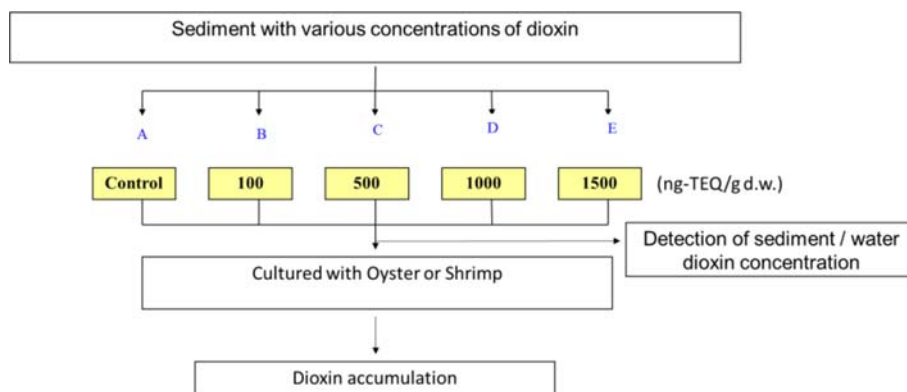 Sediment with various concentrations of dioxin
A B C D E
Control 100 500 1000 1500 (ng-TEQ/g d.w.)
Detection of sediment / water
dioxin concentration
Cultured with Oyster or Shrimp
Dioxin accumulation